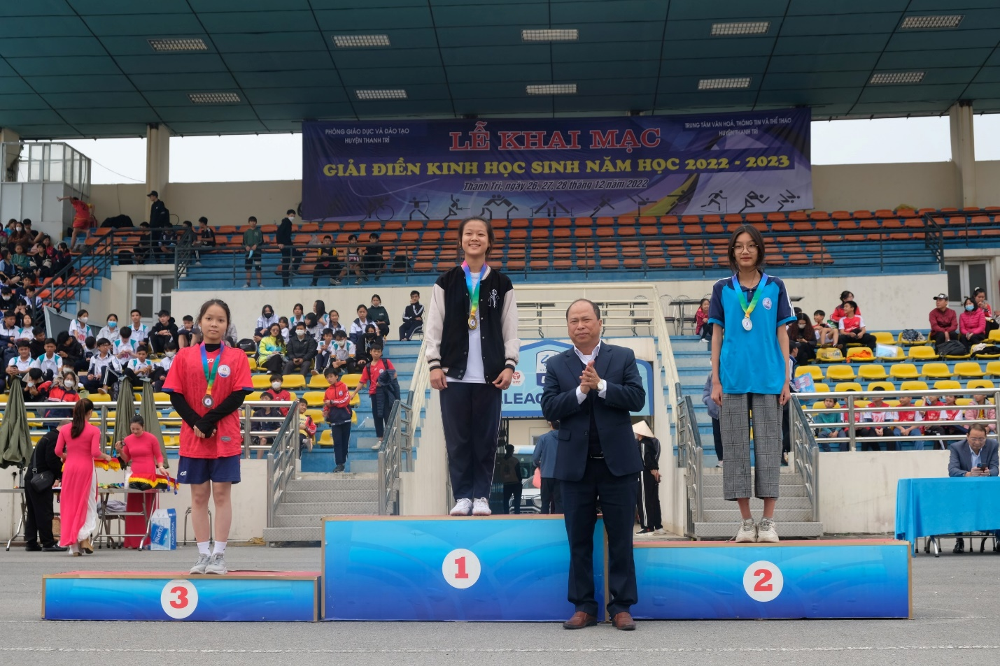 PHÒNG GIÁO DỤC VÀ ĐÀO TẠO
HUYỆN THANH TRÌ
TRUNG TÂM VĂN HOÁ, THÔNG TIN VÀ THỂ THAO
HUYỆN THANH TRÌ
LỄ KHAI MẠC
GIẢI ĐIỀN KINH HỌC SINH NĂM HỌC 2022 - 2023
Thanh Trì, ngày 26, 27, 28 tháng 12 năm 2022
3
1
2